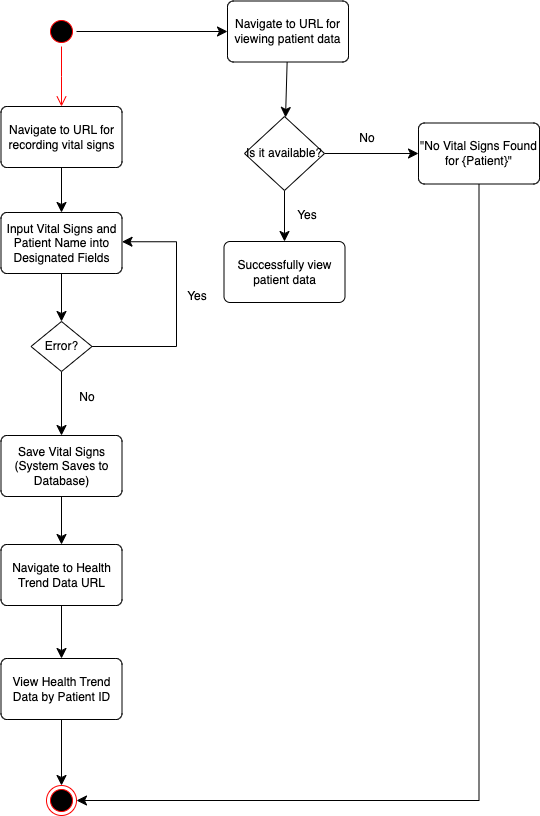 Navigate to URL for
viewing patient data
Navigate to URL for
recording vital signs
Is it available?
No
"No Vital Signs Found
for {Patient}"
Yes
Input Vital Signs and
Patient Name into
Designated Fields
Successfully view
patient data
Yes
Error?
No
Save Vital Signs
(System Saves to
Database)
Navigate to Health
Trend Data URL
View Health Trend
Data by Patient ID